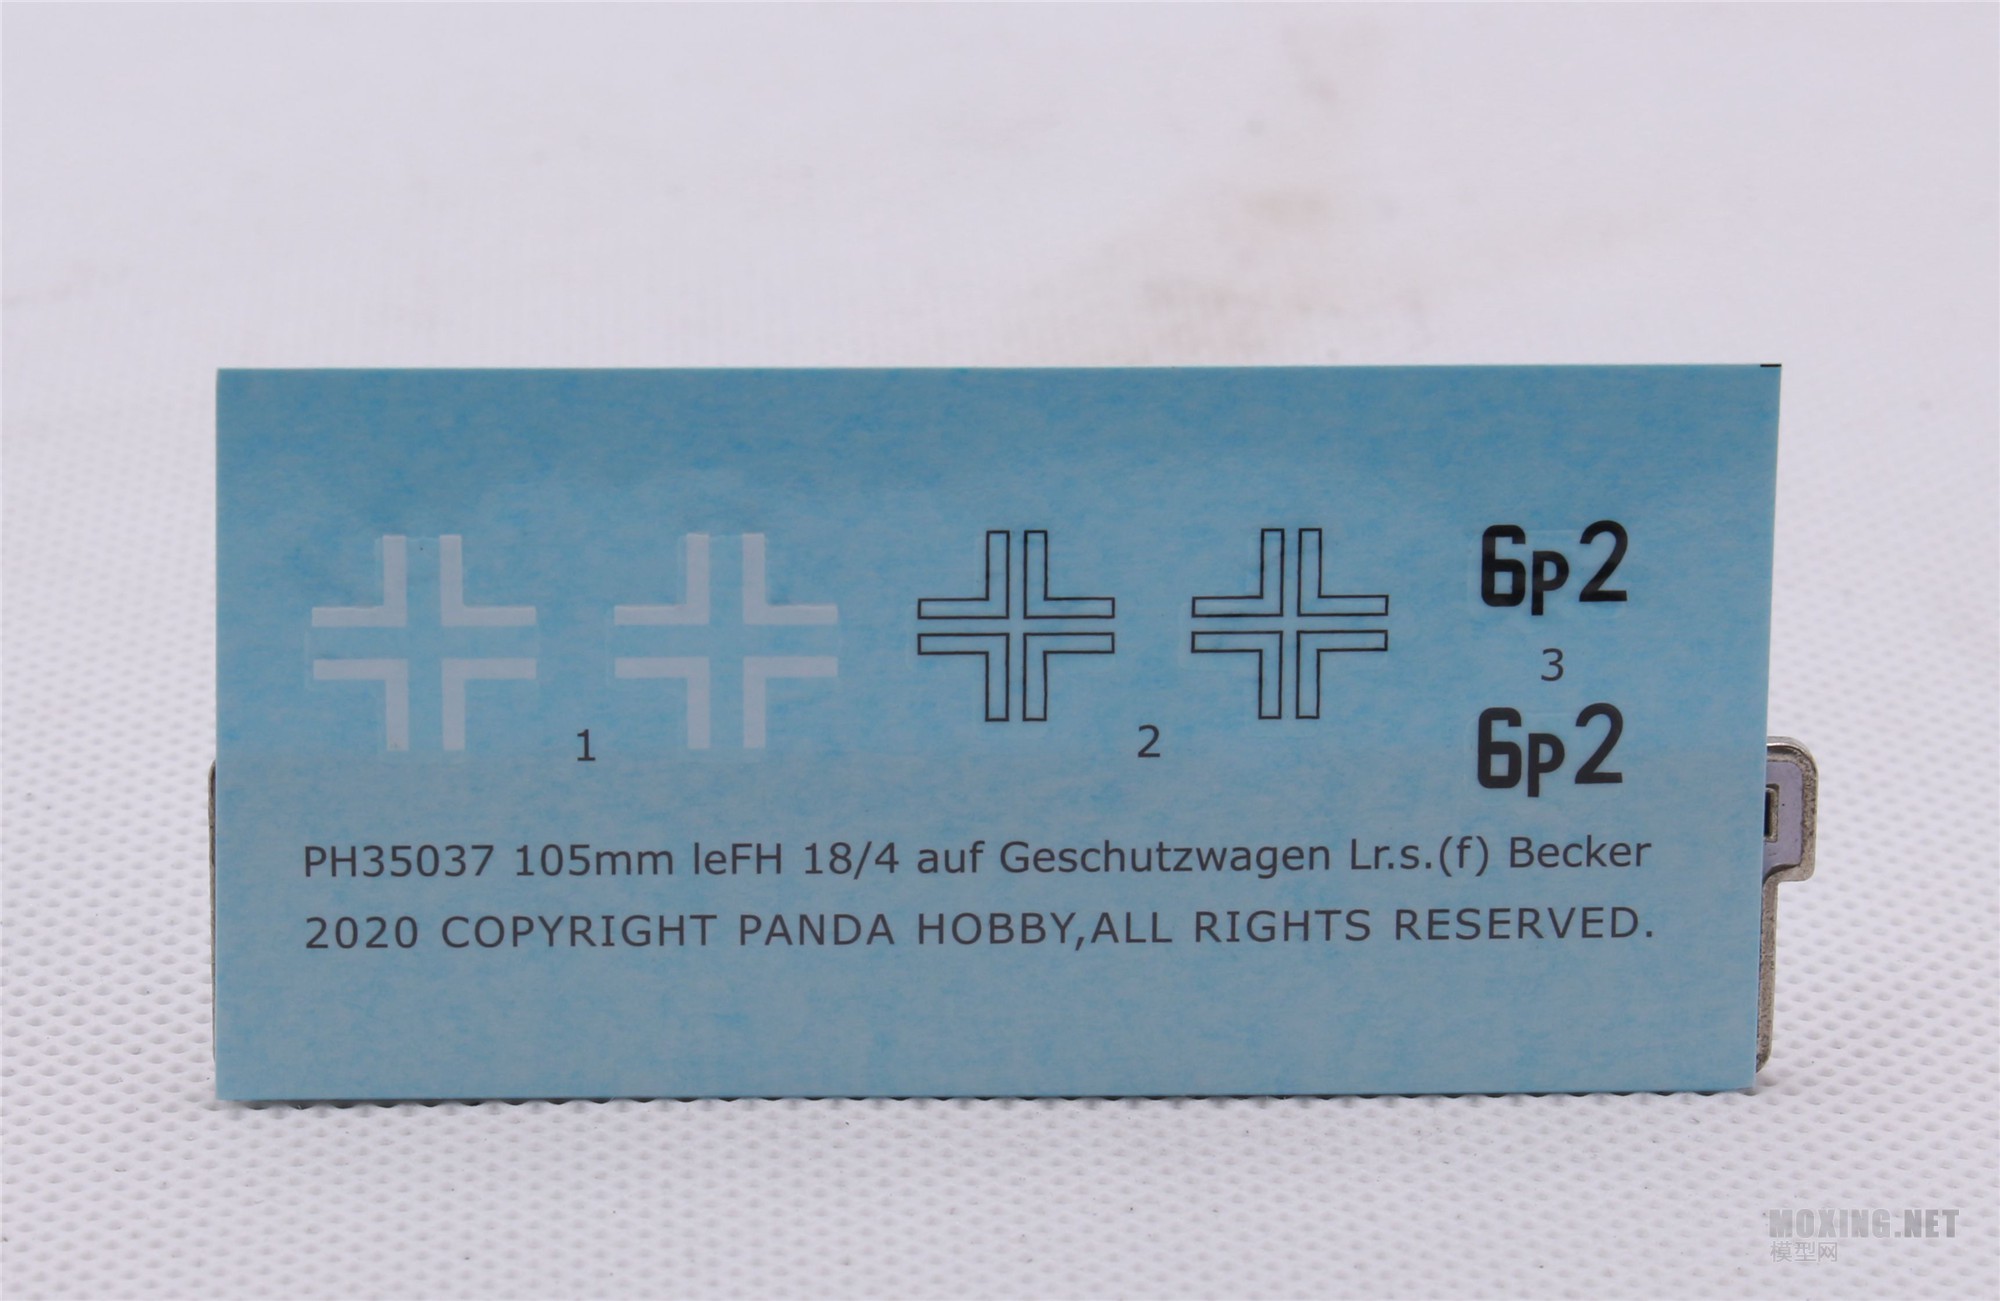 6p2
3
6p2
1
2
PH35037 105mm leFH 18/4 auf Geschutzwagen Lr.s.(f) Becker
2020 COPYRIGHT PANDA HOBBY,ALL RIGHTS RESERVED.
MOXING.NET
模型网